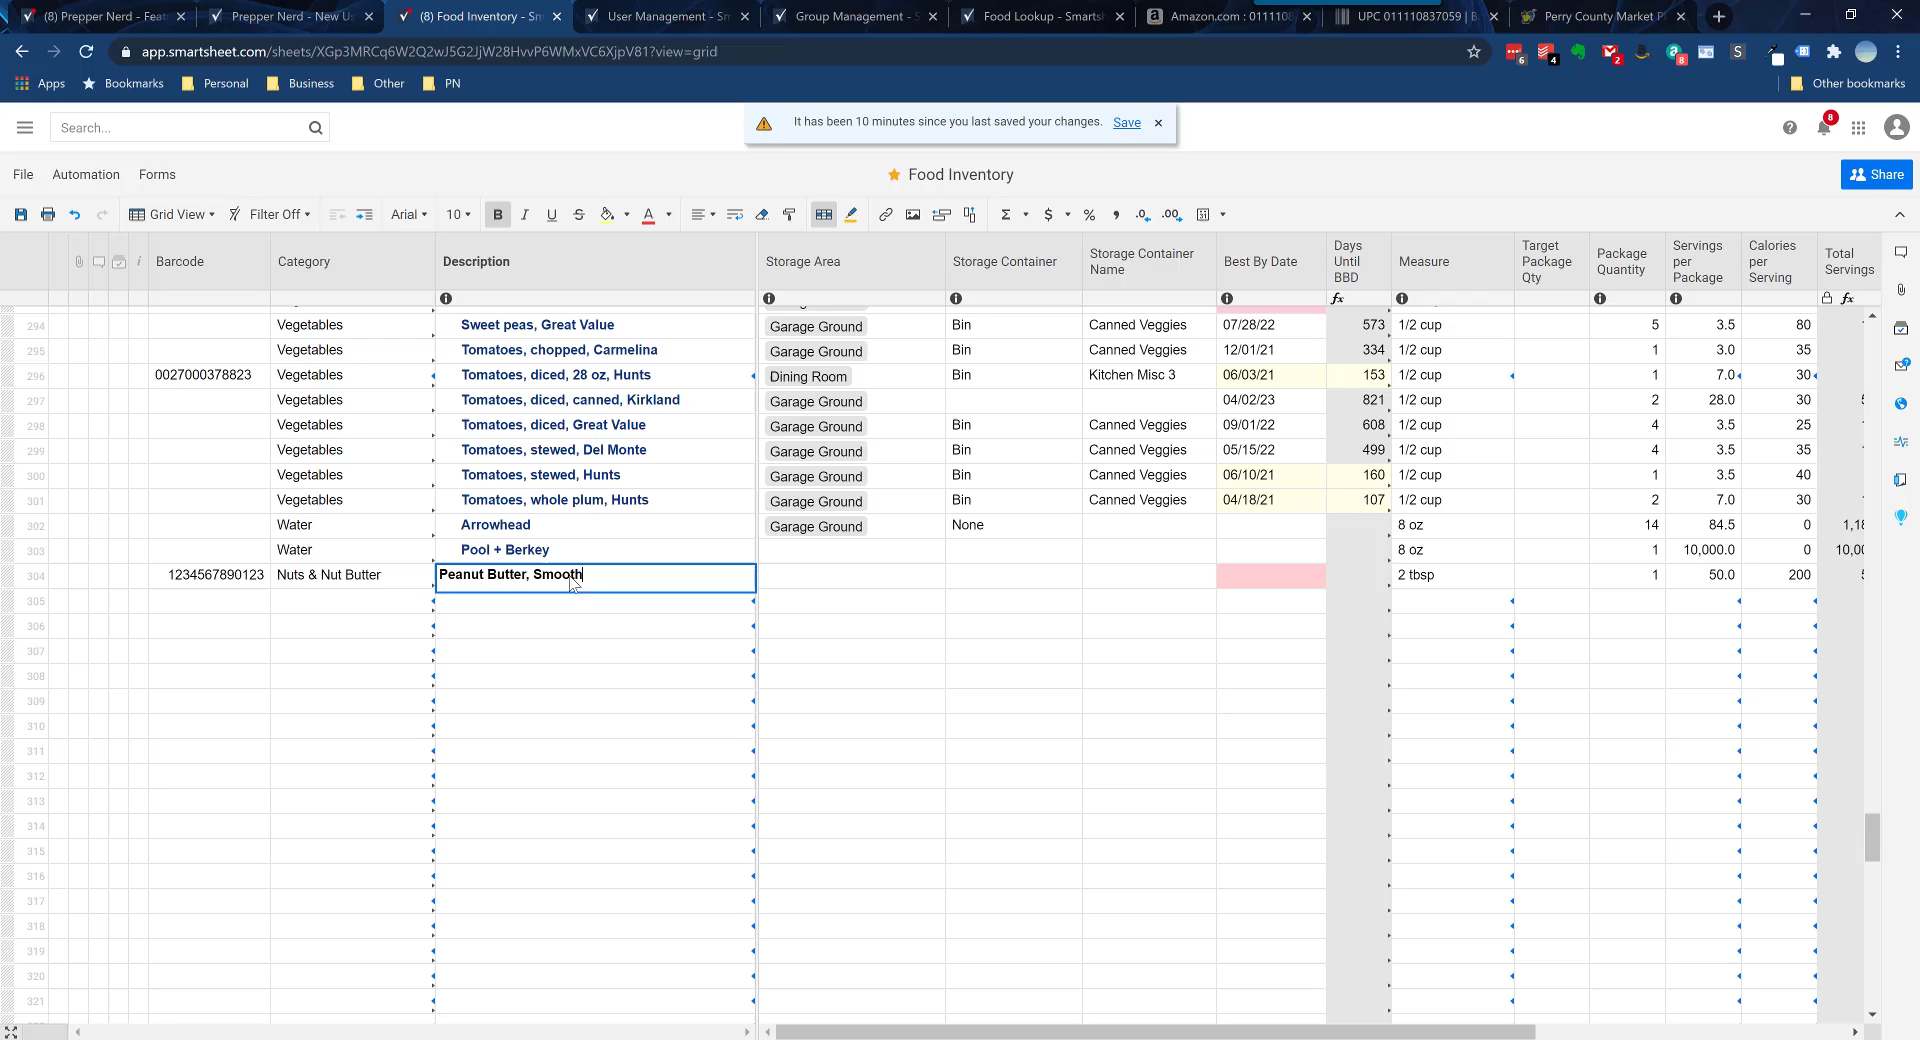 (8) Prepper Nerd - Feat
Prepper Nerd - New Us
(8) Food Inventory - Sm
User Management - Sm
Group Management - S
Food Lookup - Smartsh
Amazon.com : 0111108
UPC 011110837059 | B
Perry County Market P
app.smartsheet.com/sheets/XGp3MRCq6W2Q2wJ5G2JjW28HvvP6WMxVC6XjpV81?view=grid
6
4
2
8
S
Apps Bookmarks Personal Business Other PN Other bookmarks
Search...
It has been 10 minutes since you last saved your changes. Save
8
File Automation Forms
Food Inventory
Share
Grid View Filter Off Arial 10 B I U S A Σ $ % , .0 .00
Barcode Category Description Storage Area Storage Container Storage Container Name Best By Date Days Until BBD Measure Target Package Qty Package Quantity Servings per Package Calories per Serving Total Servings
fx fx
294 Vegetables Sweet peas, Great Value Garage Ground Bin Canned Veggies 07/28/22 573 1/2 cup 5 3.5 80
295 Vegetables Tomatoes, chopped, Carmelina Garage Ground Bin Canned Veggies 12/01/21 334 1/2 cup 1 3.0 35
296 0027000378823 Vegetables Tomatoes, diced, 28 oz, Hunts Dining Room Bin Kitchen Misc 3 06/03/21 153 1/2 cup 1 7.0 30
297 Vegetables Tomatoes, diced, canned, Kirkland Garage Ground 04/02/23 821 1/2 cup 2 28.0 30
298 Vegetables Tomatoes, diced, Great Value Garage Ground Bin Canned Veggies 09/01/22 608 1/2 cup 4 3.5 25
299 Vegetables Tomatoes, stewed, Del Monte Garage Ground Bin Canned Veggies 05/15/22 499 1/2 cup 4 3.5 35
300 Vegetables Tomatoes, stewed, Hunts Garage Ground Bin Canned Veggies 06/10/21 160 1/2 cup 1 3.5 40
301 Vegetables Tomatoes, whole plum, Hunts Garage Ground Bin Canned Veggies 04/18/21 107 1/2 cup 2 7.0 30
302 Water Arrowhead Garage Ground None 8 oz 14 84.5 0 1,18
303 Water Pool + Berkey 8 oz 1 10,000.0 0 10,00
304 1234567890123 Nuts & Nut Butter Peanut Butter, Smooth 2 tbsp 1 50.0 200
305
306
307
308
309
310
311
312
313
314
315
316
317
318
319
320
321